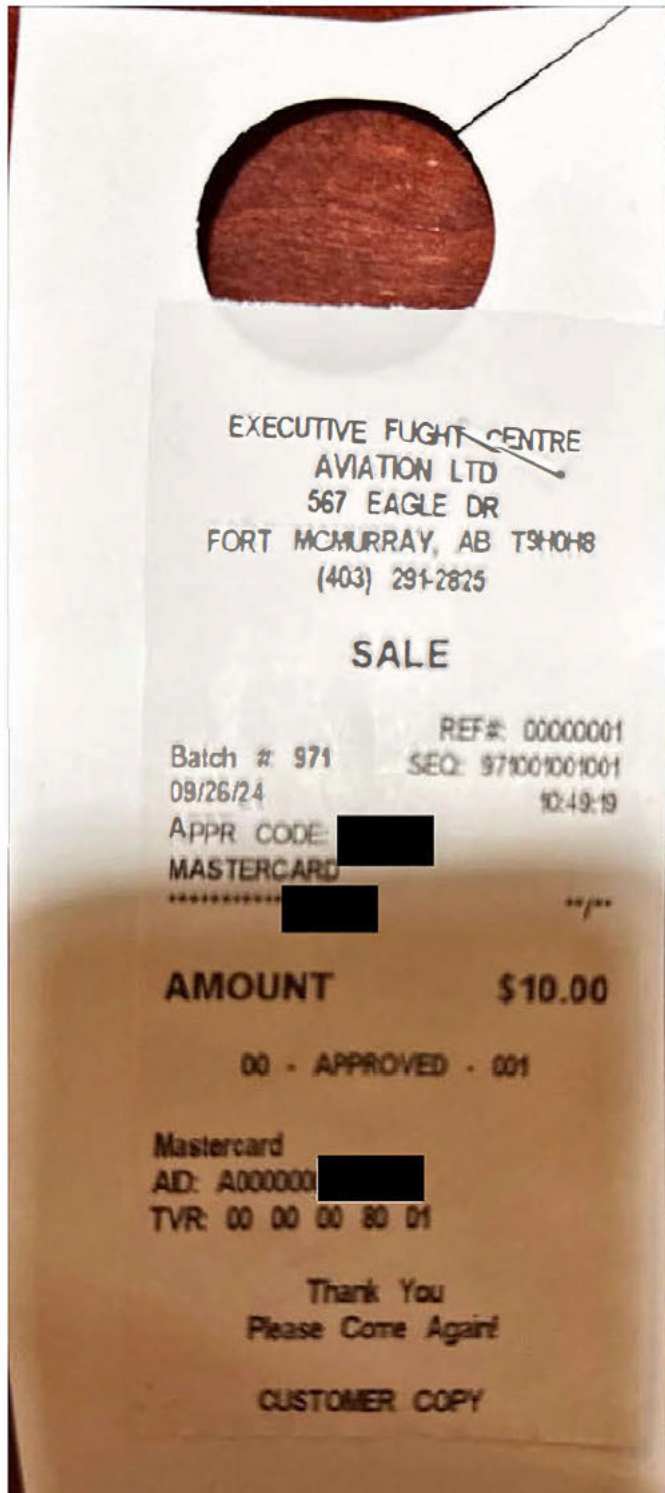 EXECUTIVE FLIGHT CENTRE
AVIATION LTD
567 EAGLE DR
FORT MCMURRAY, AB T9H0H8
(403) 291-2825
SALE
REF#: 00000001
Batch # 971 SEQ: 971001001001
09/26/24 10:49:19
APPR CODE:
MASTERCARD
************ **/**
AMOUNT $10.00
00 - APPROVED - 001
Mastercard
AID: A000000
TVR: 00 00 00 80 01
Thank You
Please Come Again!
CUSTOMER COPY